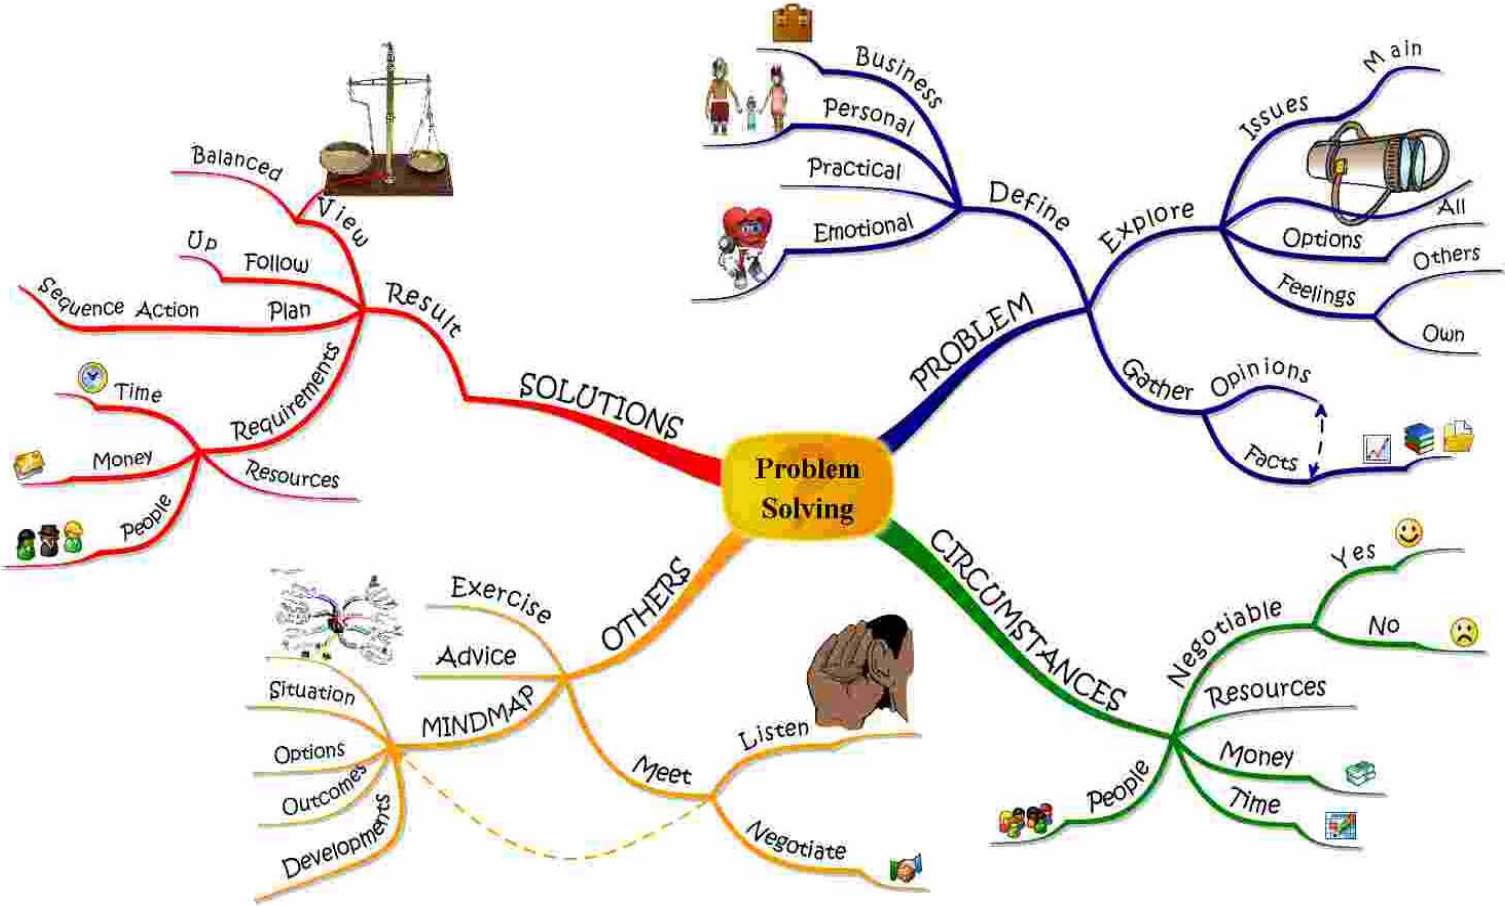 Problem
Solving
PROBLEM
Define
Business
Personal
Practical
Emotional
Explore
Issues
Main
All
Options
Others
Feelings
Own
Gather
Opinions
Facts
CIRCUMSTANCES
Negotiable
Yes
No
Resources
Money
Time
People
OTHERS
Exercise
Advice
MINDMAP
Situation
Options
Outcomes
Developments
Meet
Listen
Negotiate
SOLUTIONS
Result
View
Balanced
Follow
Up
Plan
Action
Sequence
Requirements
Time
Money
People
Resources